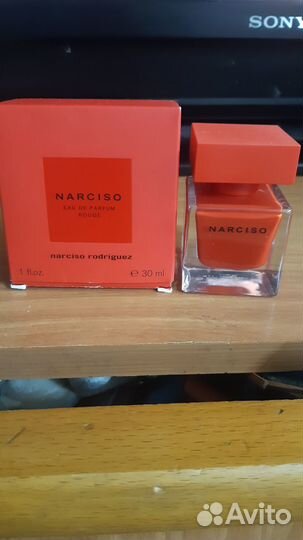 SONY
NARCISO
EAU DE PARFUM
ROUGE
narciso rodriguez
1 fl.oz. ℮ 30 ml
NARCISO
Avito